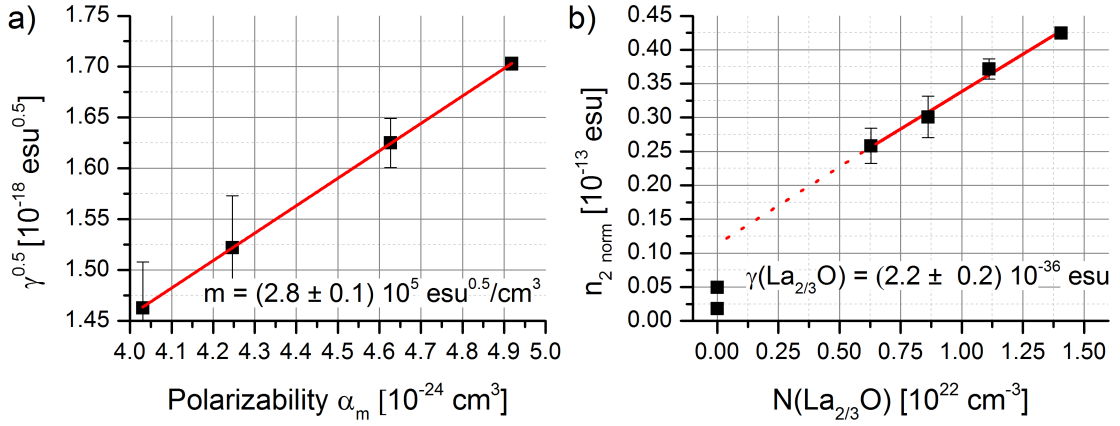 a)
γ^0.5 [10^-18 esu^0.5]
1.75
1.70
1.65
1.60
1.55
1.50
1.45
m = (2.8 ± 0.1) 10^5 esu^0.5/cm^3
4.0 4.1 4.2 4.3 4.4 4.5 4.6 4.7 4.8 4.9 5.0
Polarizability α_m [10^-24 cm^3]
b)
n_2 norm [10^-13 esu]
0.45
0.40
0.35
0.30
0.25
0.20
0.15
0.10
0.05
0.00
γ(La_2/3O) = (2.2 ± 0.2) 10^-36 esu
0.00 0.25 0.50 0.75 1.00 1.25 1.50
N(La_2/3O) [10^22 cm^-3]